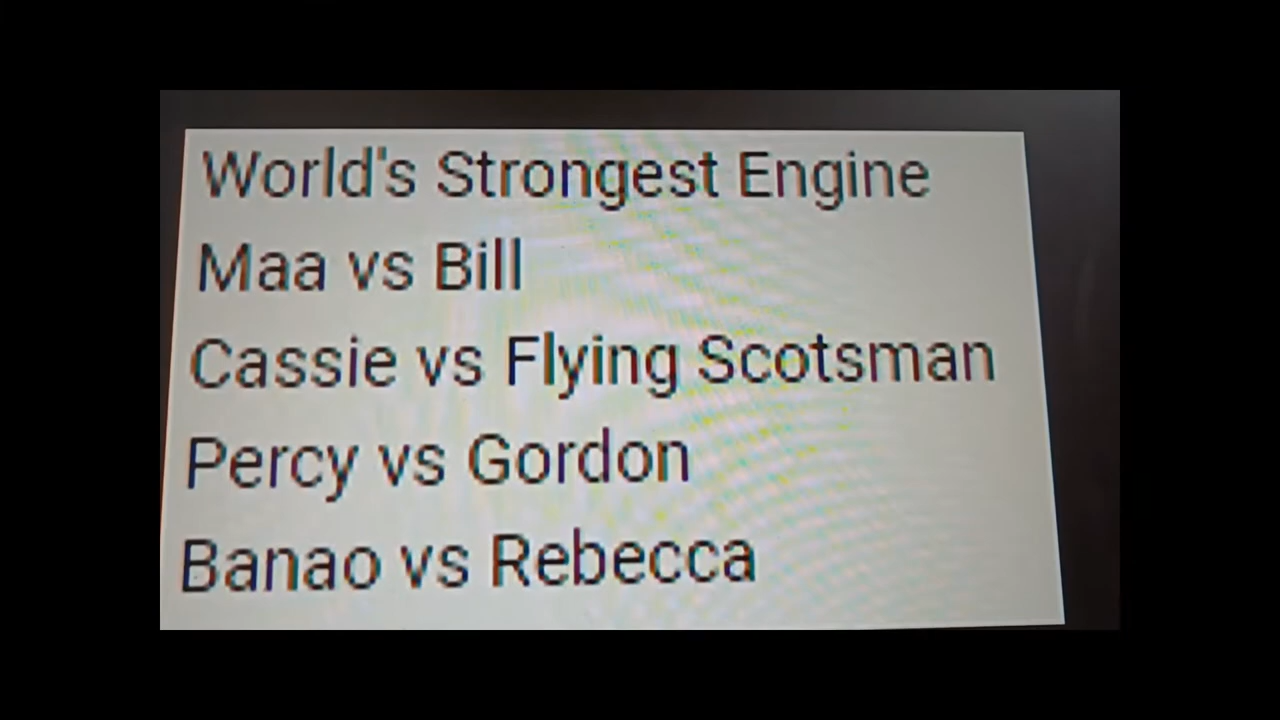 World's Strongest Engine
Maa vs Bill
Cassie vs Flying Scotsman
Percy vs Gordon
Banao vs Rebecca